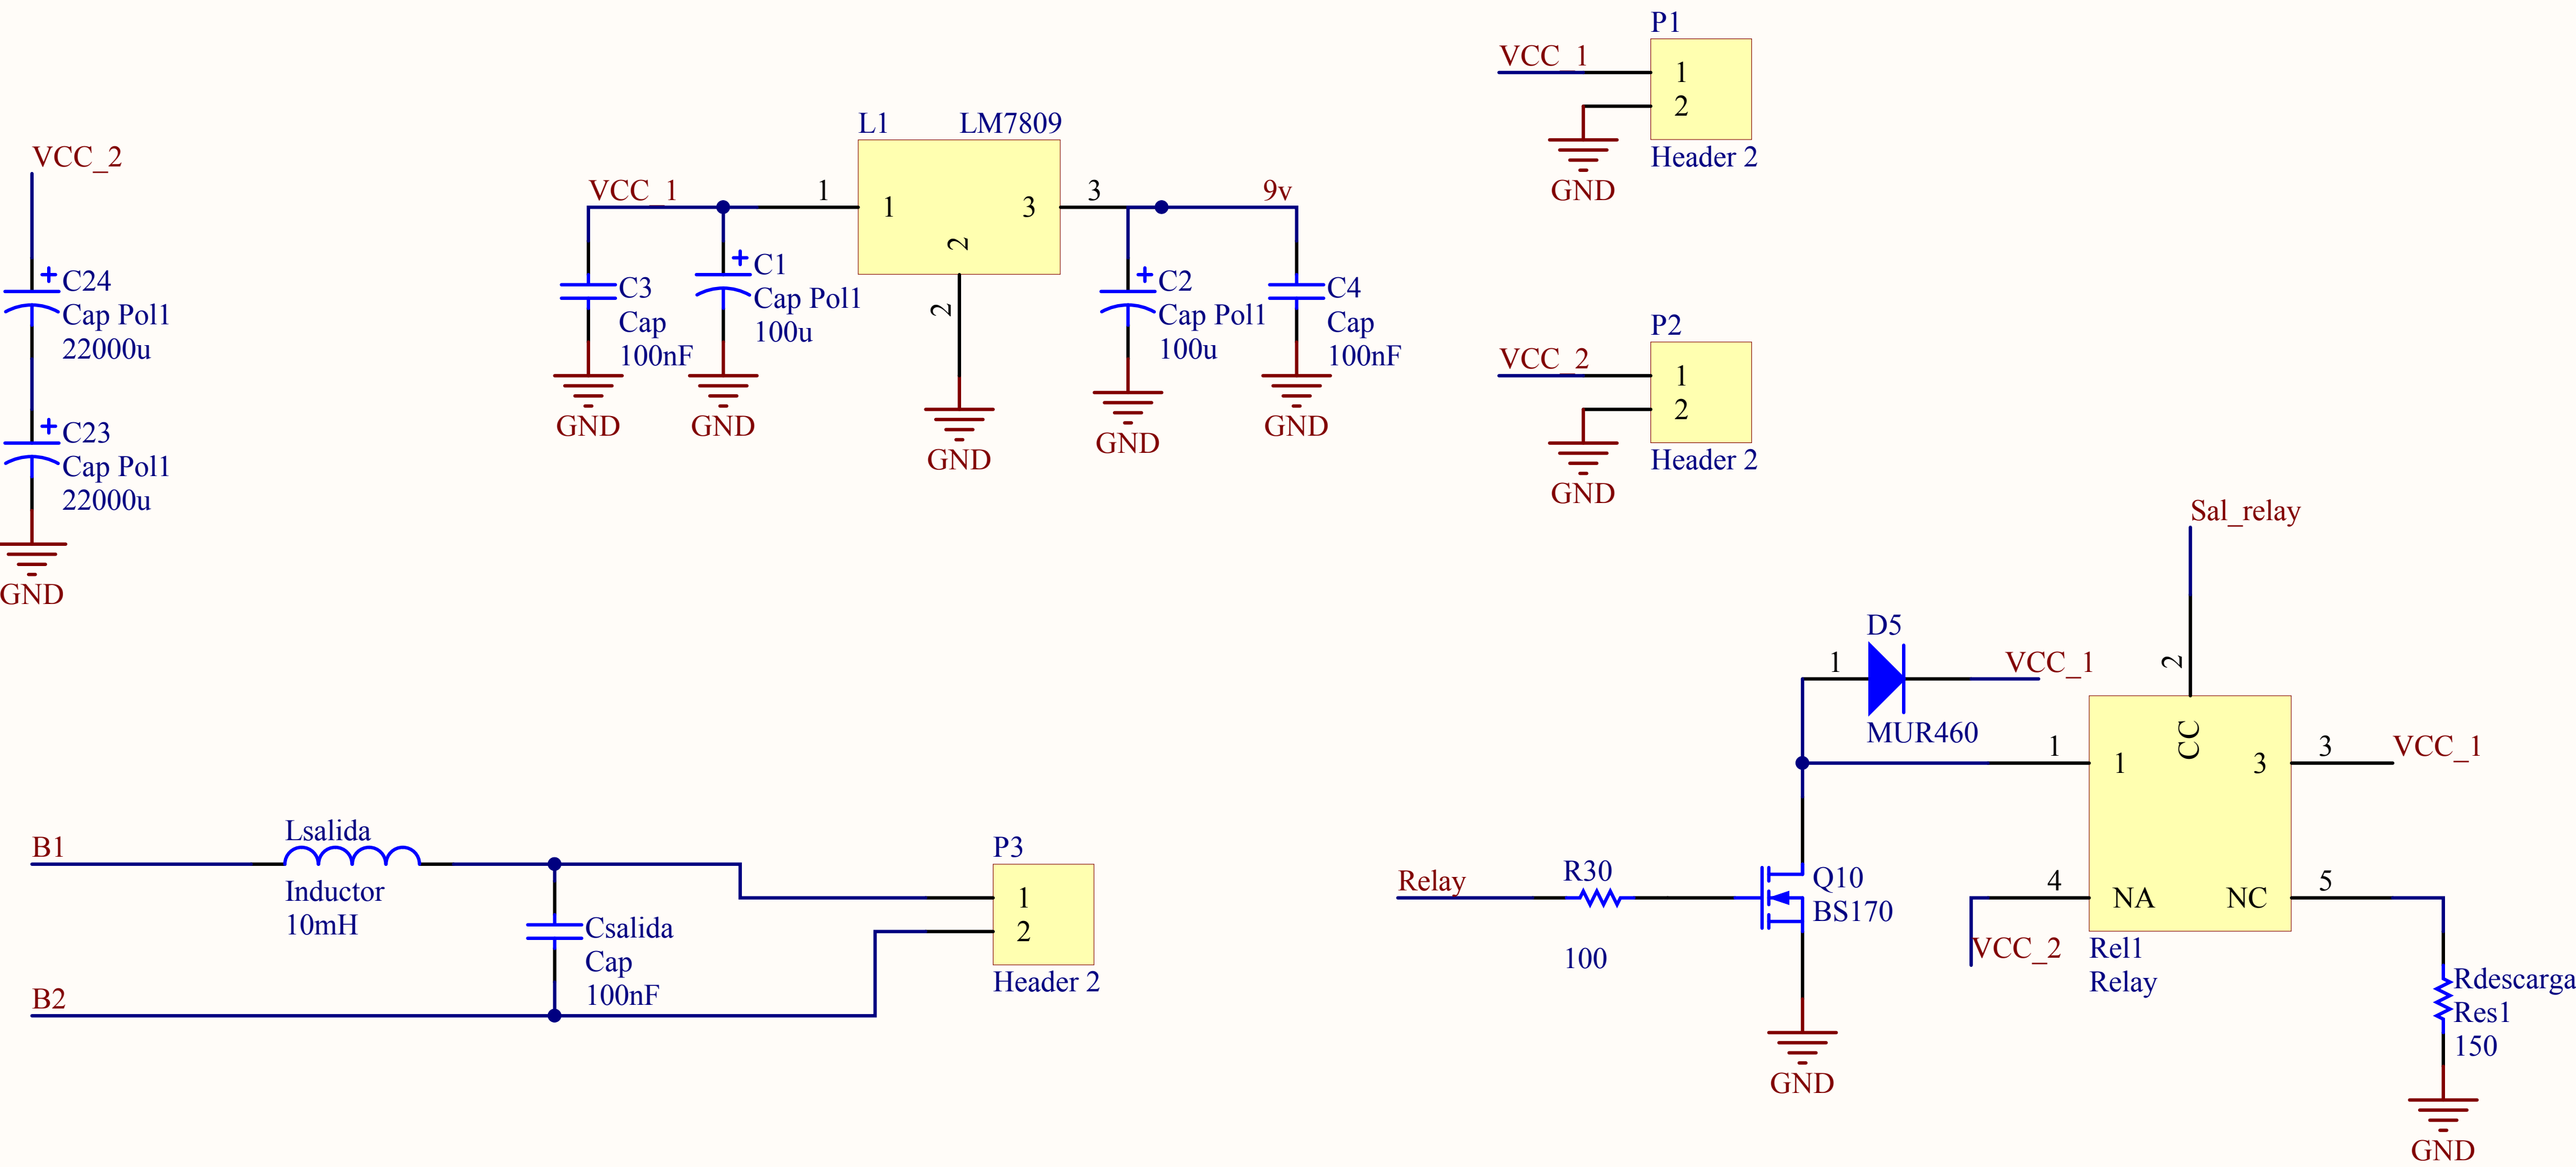 VCC_2
C24
Cap Pol1
22000u
C23
Cap Pol1
22000u
GND
L1
LM7809
VCC_1
1
1
3
3
9v
2
2
C3
Cap
100nF
C1
Cap Pol1
100u
C2
Cap Pol1
100u
C4
Cap
100nF
GND
GND
GND
GND
GND
P1
VCC_1
1
2
GND
Header 2
P2
VCC_2
1
2
GND
Header 2
B1
Lsalida
Inductor
10mH
Csalida
Cap
100nF
B2
P3
1
2
Header 2
Sal_relay
2
D5
1
VCC_1
MUR460
1
1
CC
3
3
VCC_1
Relay
R30
100
Q10
BS170
GND
4
NA
NC
5
VCC_2
Rel1
Relay
Rdescarga
Res1
150
GND